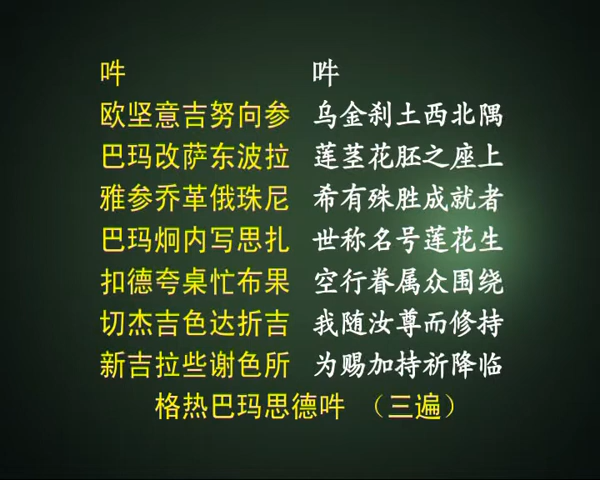 吽 吽
欧坚意吉努向参 乌金刹土西北隅
巴玛改萨东波拉 莲茎花胚之座上
雅参乔革俄珠尼 希有殊胜成就者
巴玛炯内写思扎 世称名号莲花生
扣德夸桌忙布果 空行眷属众围绕
切杰吉色达折吉 我随汝尊而修持
新吉拉些谢色所 为赐加持祈降临
格热巴玛思德吽 （三遍）